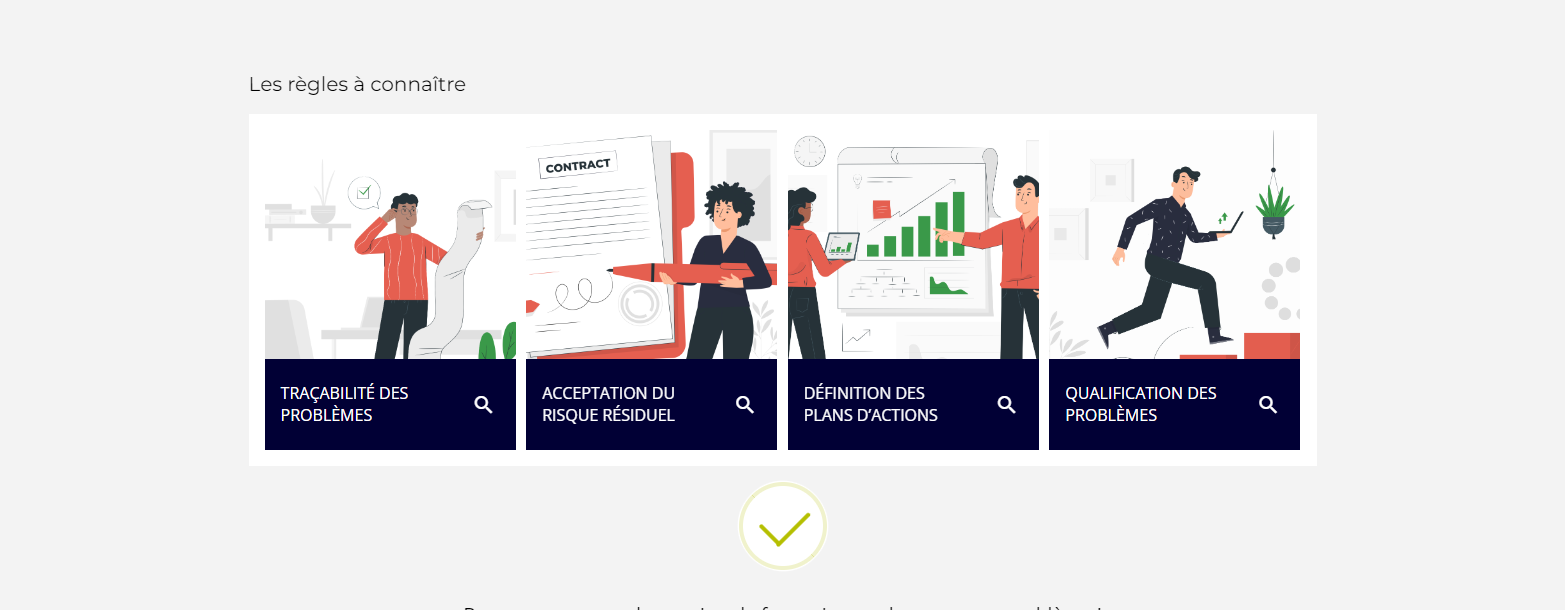 Les règles à connaître
CONTRACT
TRAÇABILITÉ DES
PROBLÈMES
ACCEPTATION DU
RISQUE RÉSIDUEL
DÉFINITION DES
PLANS D’ACTIONS
QUALIFICATION DES
PROBLÈMES